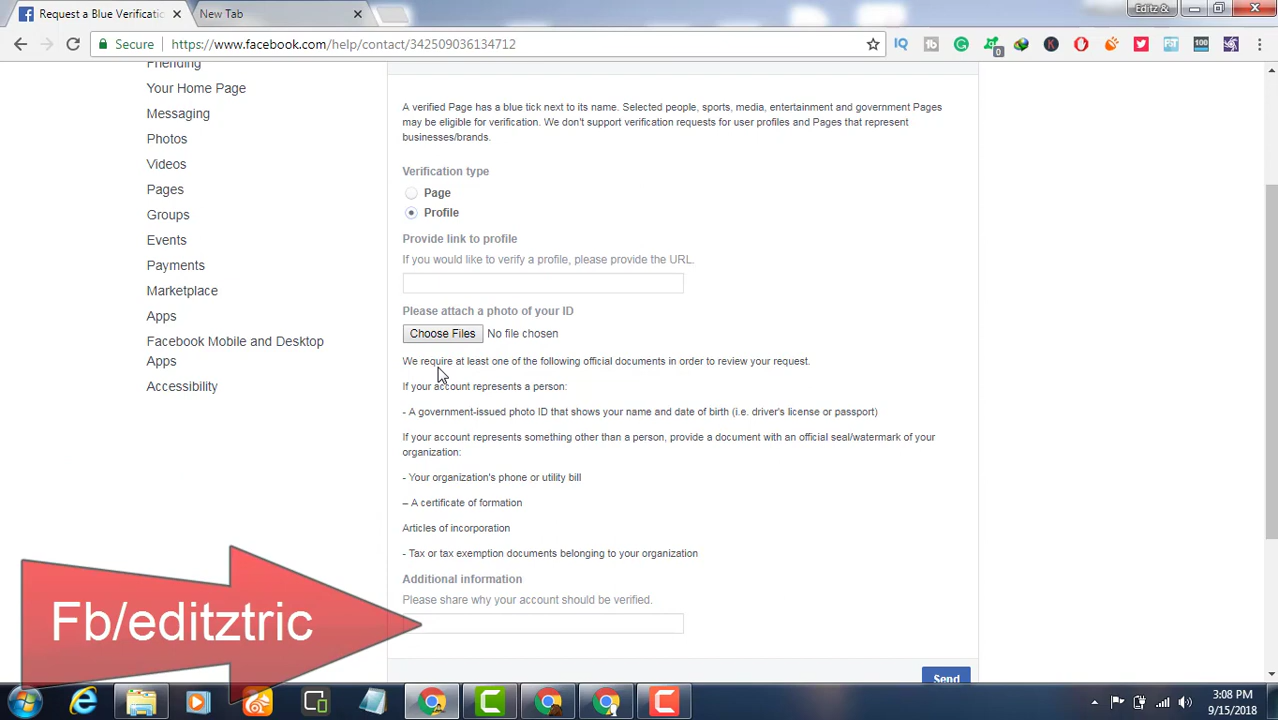 Request a Blue Verificatio
New Tab
Editz &
Secure
https://www.facebook.com/help/contact/342509036134712
IQ
tb
0
K
Fat
100
Friending
Your Home Page
Messaging
Photos
Videos
Pages
Groups
Events
Payments
Marketplace
Apps
Facebook Mobile and Desktop
Apps
Accessibility
A verified Page has a blue tick next to its name. Selected people, sports, media, entertainment and government Pages
may be eligible for verification. We don't support verification requests for user profiles and Pages that represent
businesses/brands.
Verification type
Page
Profile
Provide link to profile
If you would like to verify a profile, please provide the URL.
Please attach a photo of your ID
Choose Files No file chosen
We require at least one of the following official documents in order to review your request.
If your account represents a person:
- A government-issued photo ID that shows your name and date of birth (i.e. driver's license or passport)
If your account represents something other than a person, provide a document with an official seal/watermark of your
organization:
- Your organization's phone or utility bill
– A certificate of formation
Articles of incorporation
- Tax or tax exemption documents belonging to your organization
Additional information
Please share why your account should be verified.
Send
Fb/editztric
3:08 PM
9/15/2018